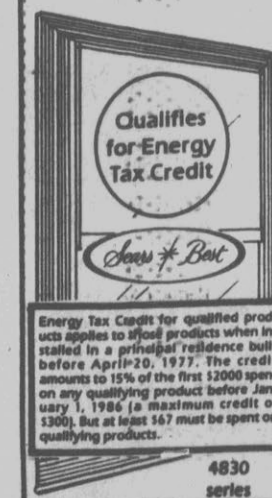 Qualifies
for Energy
Tax Credit
Sears * Best
Energy Tax Credit for qualified prod
ucts applies to those products when in
stalled in a principal residence buil
before April 20, 1977. The credi
amounts to 15% of the first $2000 spen
on any qualifying product before Jan
uary 1, 1986 (a maximum credit o
$300). But at least $67 must be spent on
qualifying products.
4830
series